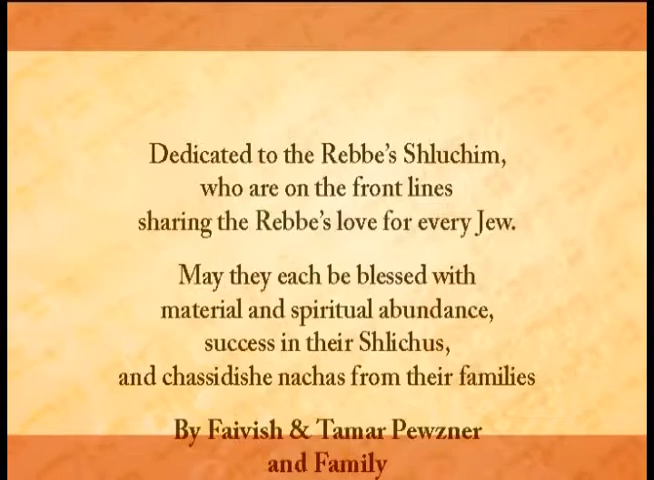 Dedicated to the Rebbe's Shluchim,
who are on the front lines
sharing the Rebbe's love for every Jew.
May they each be blessed with
material and spiritual abundance,
success in their Shlichus,
and chassidishe nachas from their families
By Faivish & Tamar Pewzner
and Family